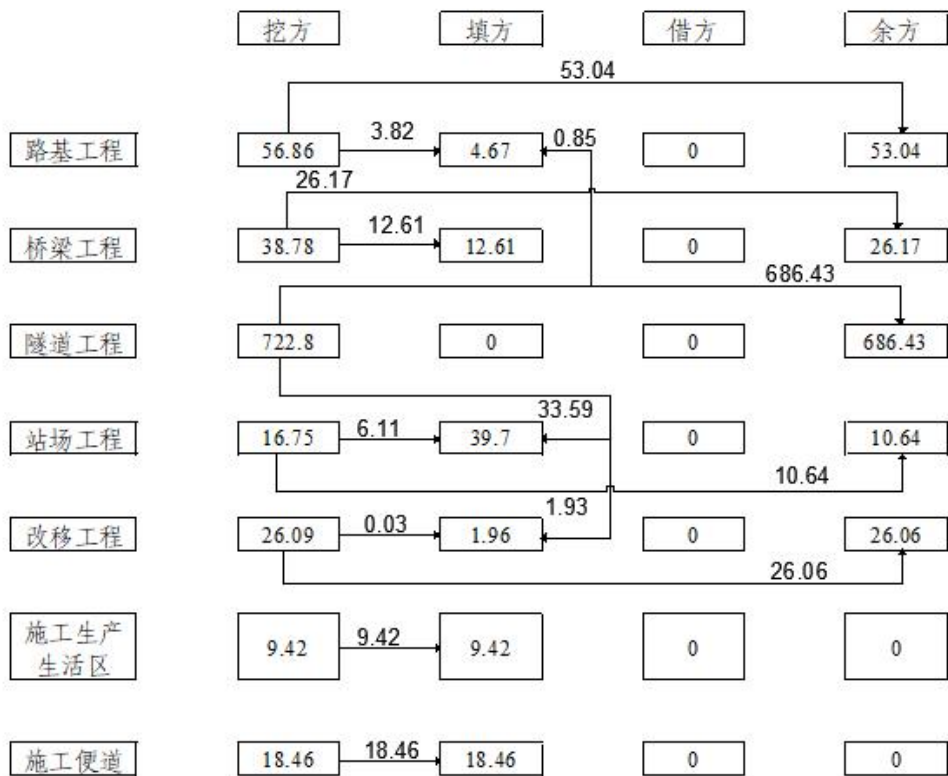 挖方 填方 借方 余方
53.04
路基工程 56.86 3.82 4.67 0.85 0 53.04
26.17
桥梁工程 38.78 12.61 12.61 0 26.17
686.43
隧道工程 722.8 0 0 686.43
33.59
站场工程 16.75 6.11 39.7 0 10.64
10.64
1.93
改移工程 26.09 0.03 1.96 0 26.06
26.06
施工生产
生活区 9.42 9.42 9.42 0 0
施工便道 18.46 18.46 18.46 0 0